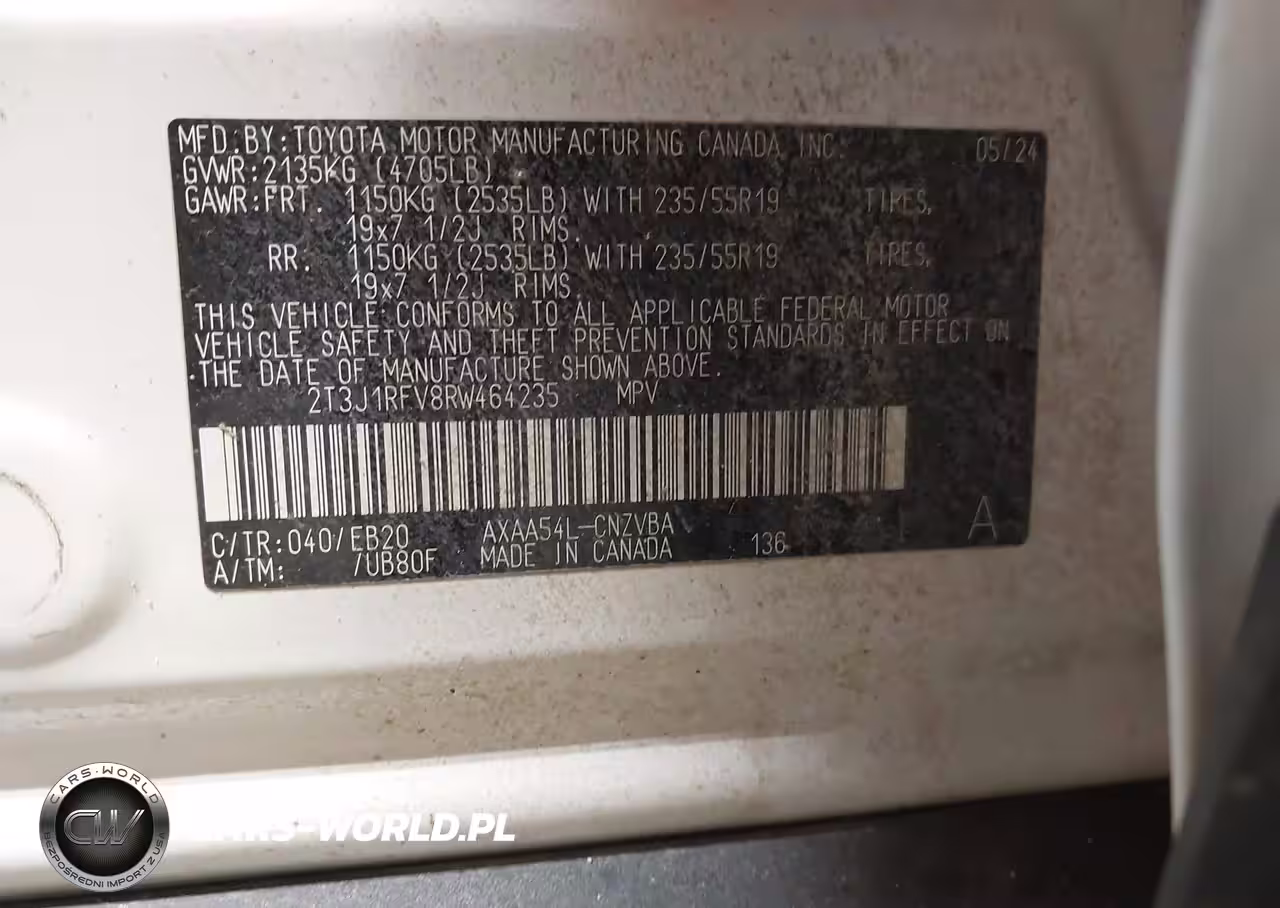 MFD.BY:TOYOTA MOTOR MANUFACTURING CANADA INC. 05/24
GVWR:2135KG (4705LB)
GAWR:FRT. 1150KG (2535LB) WITH 235/55R19 TIRES,
19x7 1/2J RIMS.
RR. 1150KG (2535LB) WITH 235/55R19 TIRES,
19x7 1/2J RIMS.
THIS VEHICLE CONFORMS TO ALL APPLICABLE FEDERAL MOTOR
VEHICLE SAFETY AND THEFT PREVENTION STANDARDS IN EFFECT ON
THE DATE OF MANUFACTURE SHOWN ABOVE.
2T3J1RFV8RW464235 MPV
C/TR:040/EB20 AXAA54L-CNZVBA A
A/TM: /UB80F MADE IN CANADA 136
CARS-WORLD
CW
BEZPOŚREDNI IMPORT Z USA
CARS-WORLD.PL